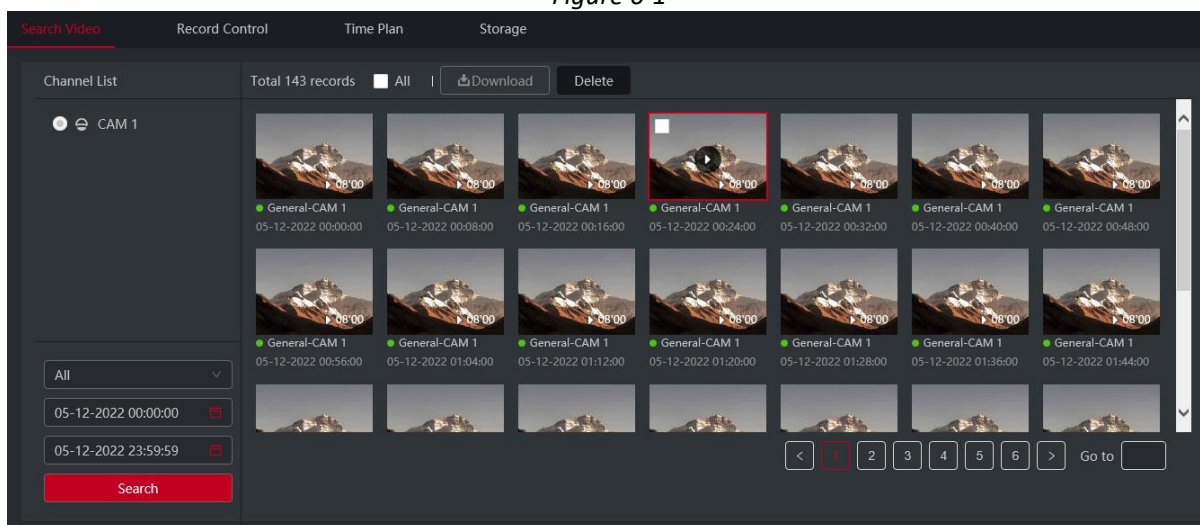 Figure 6-1
Search Video Record Control Time Plan Storage
Channel List
Total 143 records All | Download Delete
CAM 1
08'00 08'00 08'00 08'00 08'00 08'00 08'00
General-CAM 1 General-CAM 1 General-CAM 1 General-CAM 1 General-CAM 1 General-CAM 1 General-CAM 1
05-12-2022 00:00:00 05-12-2022 00:08:00 05-12-2022 00:16:00 05-12-2022 00:24:00 05-12-2022 00:32:00 05-12-2022 00:40:00 05-12-2022 00:48:00
08'00 08'00 08'00 08'00 08'00 08'00 08'00
General-CAM 1 General-CAM 1 General-CAM 1 General-CAM 1 General-CAM 1 General-CAM 1 General-CAM 1
05-12-2022 00:56:00 05-12-2022 01:04:00 05-12-2022 01:12:00 05-12-2022 01:20:00 05-12-2022 01:28:00 05-12-2022 01:36:00 05-12-2022 01:44:00
All
05-12-2022 00:00:00
05-12-2022 23:59:59
Search
< 1 2 3 4 5 6 > Go to